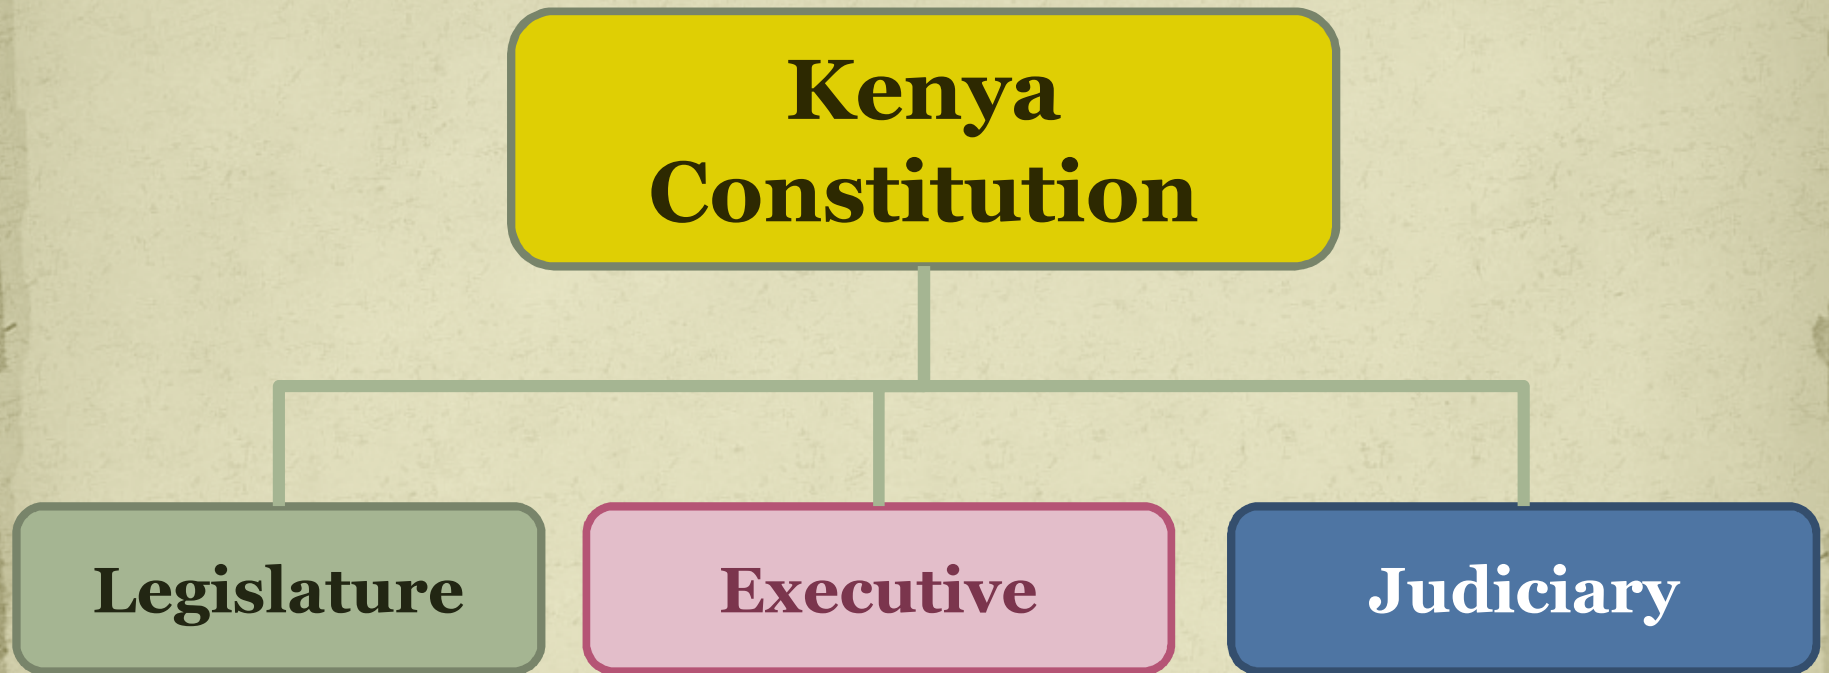 Kenya
Constitution
Legislature
Executive
Judiciary